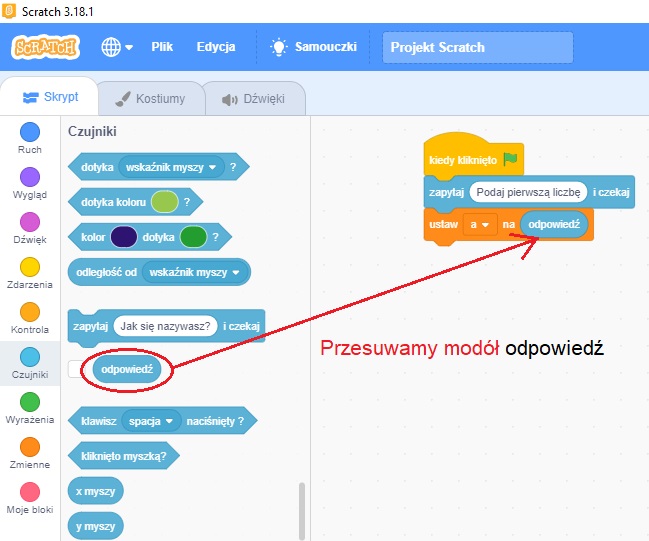 Scratch 3.18.1
SCRATCH Plik Edycja Samouczki Projekt Scratch
Skrypt Kostiumy Dźwięki
Ruch
Wygląd
Dźwięk
Zdarzenia
Kontrola
Czujniki
Wyrażenia
Zmienne
Moje bloki
Czujniki
dotyka wskaźnik myszy ?
dotyka koloru ?
kolor dotyka ?
odległość od wskaźnik myszy
zapytaj Jak się nazywasz? i czekaj
odpowiedź
klawisz spacja naciśnięty ?
kliknięto myszką?
x myszy
y myszy
kiedy kliknięto
zapytaj Podaj pierwszą liczbę i czekaj
ustaw a na odpowiedź
Przesuwamy modół odpowiedź